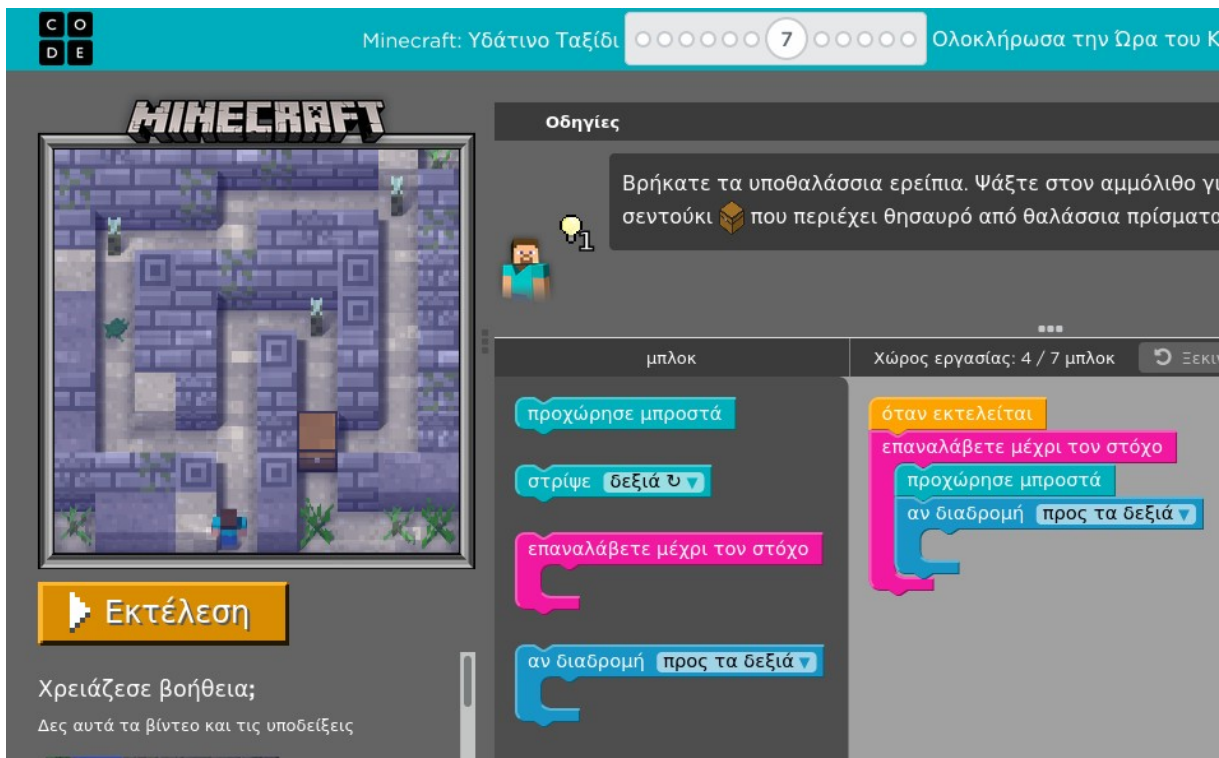 CO
DE
Minecraft: Υδάτινο Ταξίδι
7
Ολοκλήρωσα την Ώρα του Κ
MINECRAFT
Οδηγίες
Βρήκατε τα υποθαλάσσια ερείπια. Ψάξτε στον αμμόλιθο γι
σεντούκι που περιέχει θησαυρό από θαλάσσια πρίσματα
1
μπλοκ
Χώρος εργασίας: 4 / 7 μπλοκ
Ξεκιν
προχώρησε μπροστά
στρίψε δεξιά ↻
επαναλάβετε μέχρι τον στόχο
αν διαδρομή προς τα δεξιά
όταν εκτελείται
επαναλάβετε μέχρι τον στόχο
προχώρησε μπροστά
αν διαδρομή προς τα δεξιά
Εκτέλεση
Χρειάζεσε βοήθεια;
Δες αυτά τα βίντεο και τις υποδείξεις